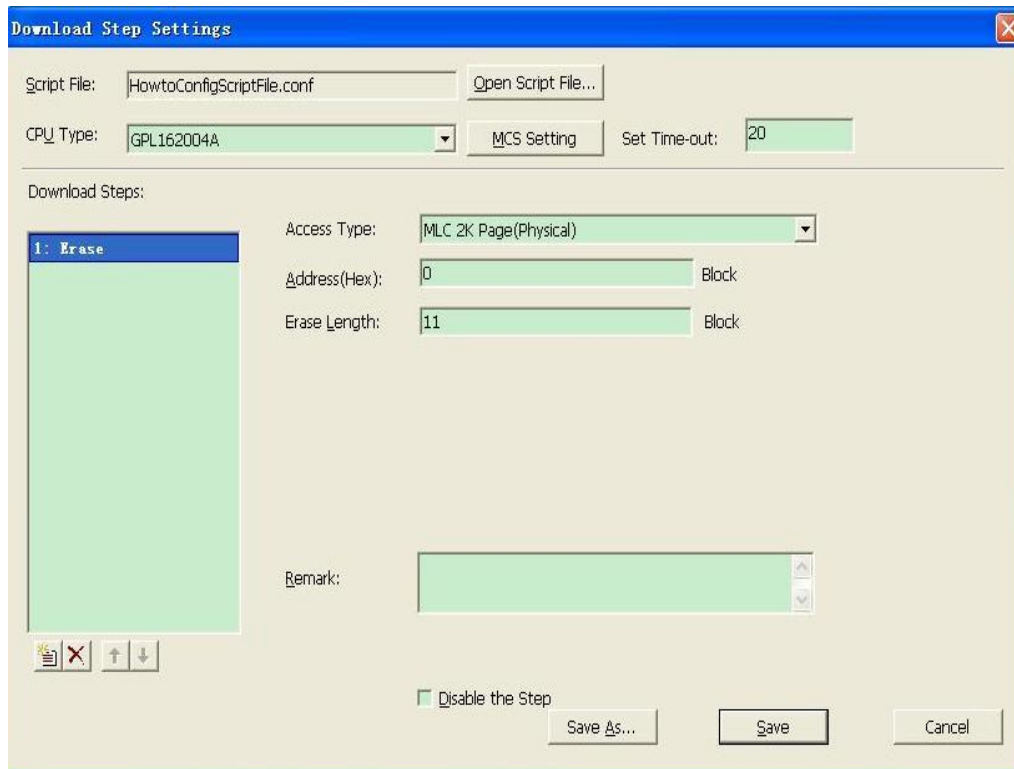 Download Step Settings
Script File: HowtoConfigScriptFile.conf Open Script File...
CPU Type: GPL162004A MCS Setting Set Time-out: 20
Download Steps:
1: Erase
Access Type: MLC 2K Page(Physical)
Address(Hex): 0 Block
Erase Length: 11 Block
Remark:
Disable the Step
Save As... Save Cancel